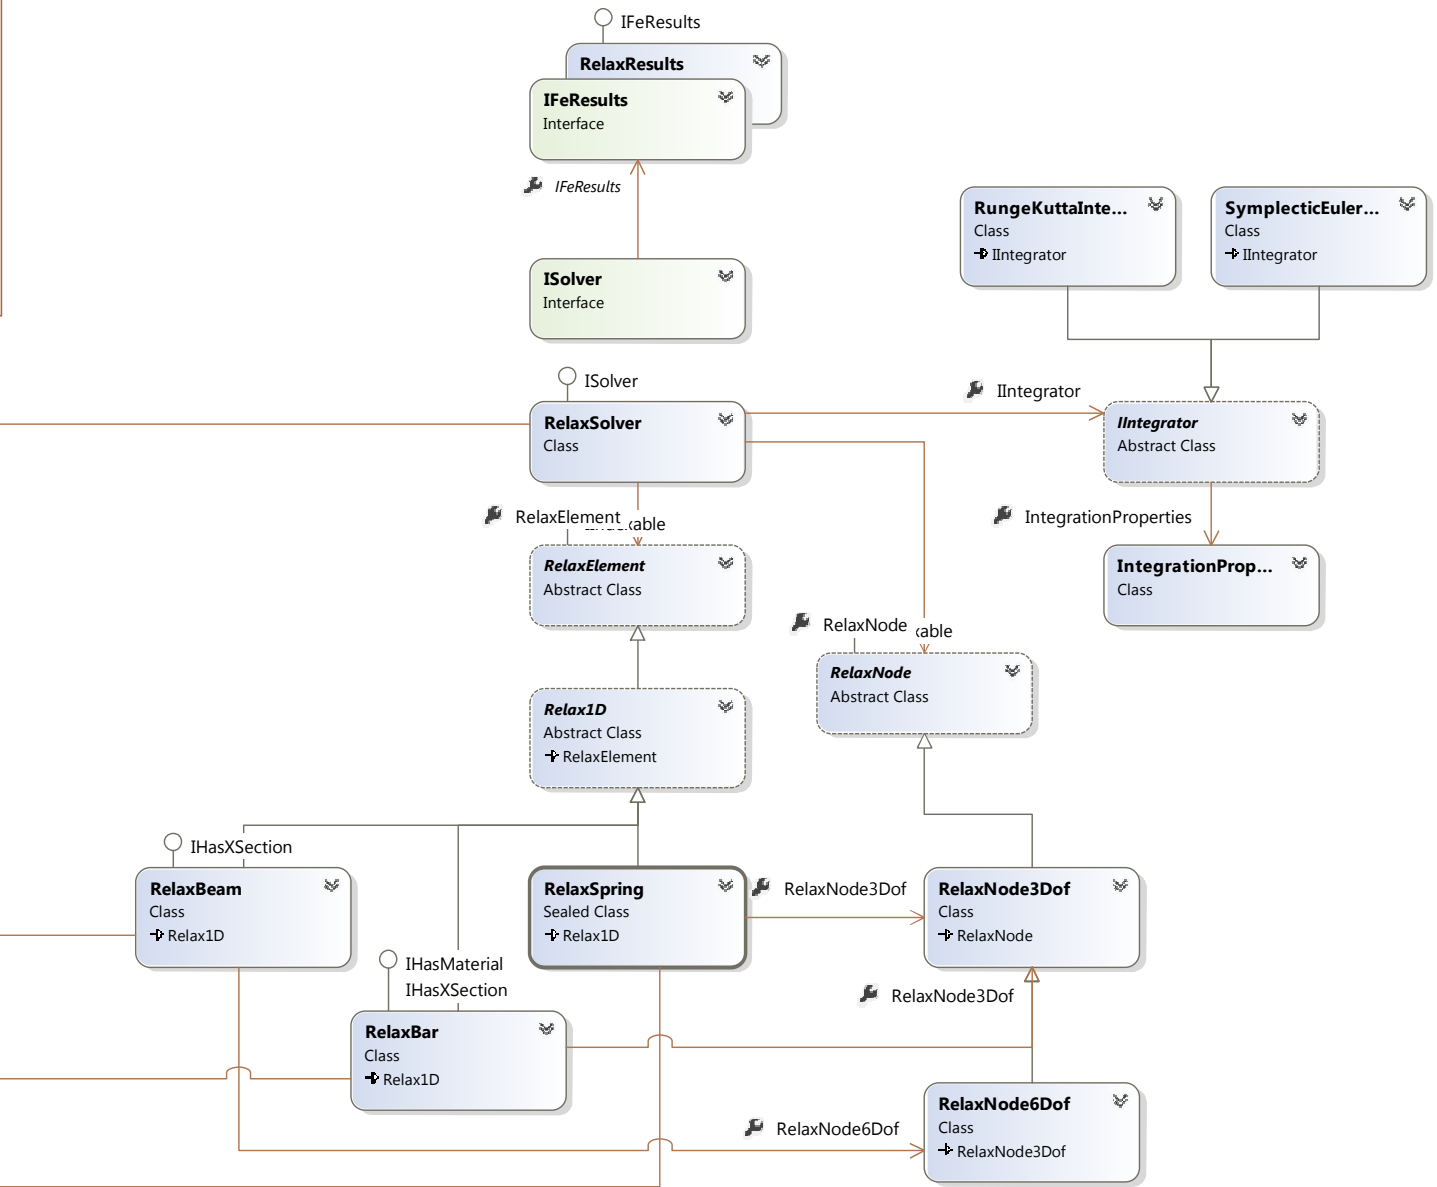 IFeResults
RelaxResults
IFeResults
Interface
IFeResults
ISolver
Interface
RungeKuttaInte...
Class
IIntegrator
SymplecticEuler...
Class
IIntegrator
ISolver
RelaxSolver
Class
IIntegrator
IIntegrator
Abstract Class
RelaxElement
RelaxElement
Abstract Class
IntegrationProperties
IntegrationProp...
Class
RelaxNode
RelaxNode
Abstract Class
Relax1D
Abstract Class
RelaxElement
IHasXSection
RelaxBeam
Class
Relax1D
RelaxSpring
Sealed Class
Relax1D
RelaxNode3Dof
RelaxNode3Dof
Class
RelaxNode
IHasMaterial
IHasXSection
RelaxNode3Dof
RelaxBar
Class
Relax1D
RelaxNode6Dof
RelaxNode6Dof
Class
RelaxNode3Dof